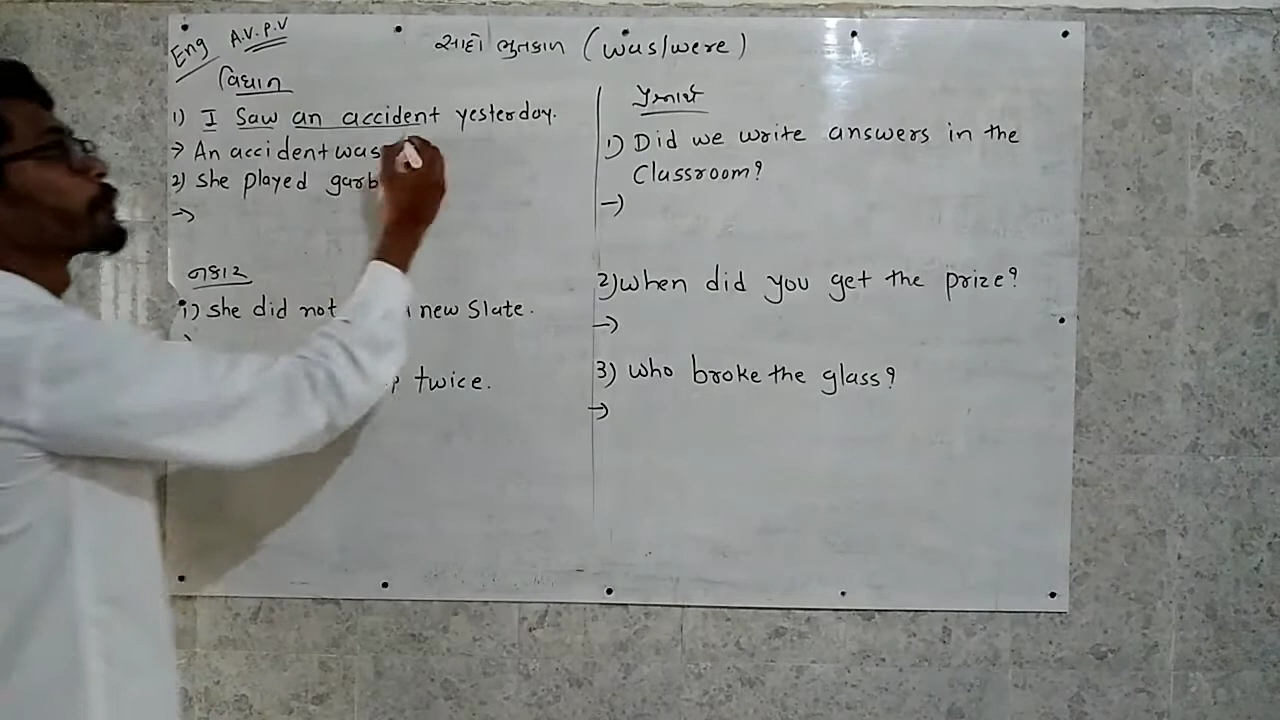 Eng A.V. P.V
સાદો ભૂતકાળ (was/were)
વિધાન
1) I Saw an accident yesterday.
→ An accident was
2) She played
→
નકાર
1) She did not new Slate.
twice.
પ્રશ્નાર્થ
1) Did we write answers in the
Classroom?
→
2) when did you get the prize?
→
3) who broke the glass?
→